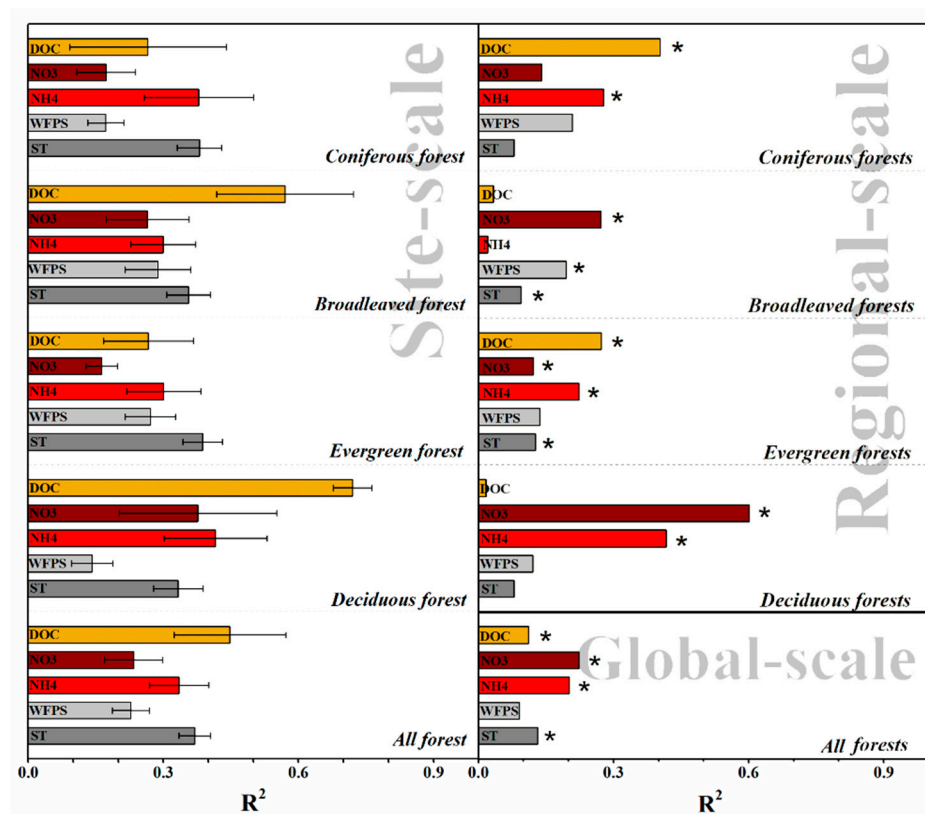 Site-scale
DOC
NO3
NH4
WFPS
ST
Coniferous forest
DOC
NO3
NH4
WFPS
ST
Broadleaved forest
DOC
NO3
NH4
WFPS
ST
Evergreen forest
DOC
NO3
NH4
WFPS
ST
Deciduous forest
DOC
NO3
NH4
WFPS
ST
All forest
0.0 0.3 0.6 0.9
R²
Regional-scale
DOC *
NO3
NH4 *
WFPS
ST
Coniferous forests
DOC
NO3 *
NH4
WFPS *
ST *
Broadleaved forests
DOC *
NO3 *
NH4 *
WFPS
ST *
Evergreen forests
DOC
NO3 *
NH4 *
WFPS
ST
Deciduous forests
Global-scale
DOC *
NO3 *
NH4 *
WFPS
ST *
All forests
0.0 0.3 0.6 0.9
R²